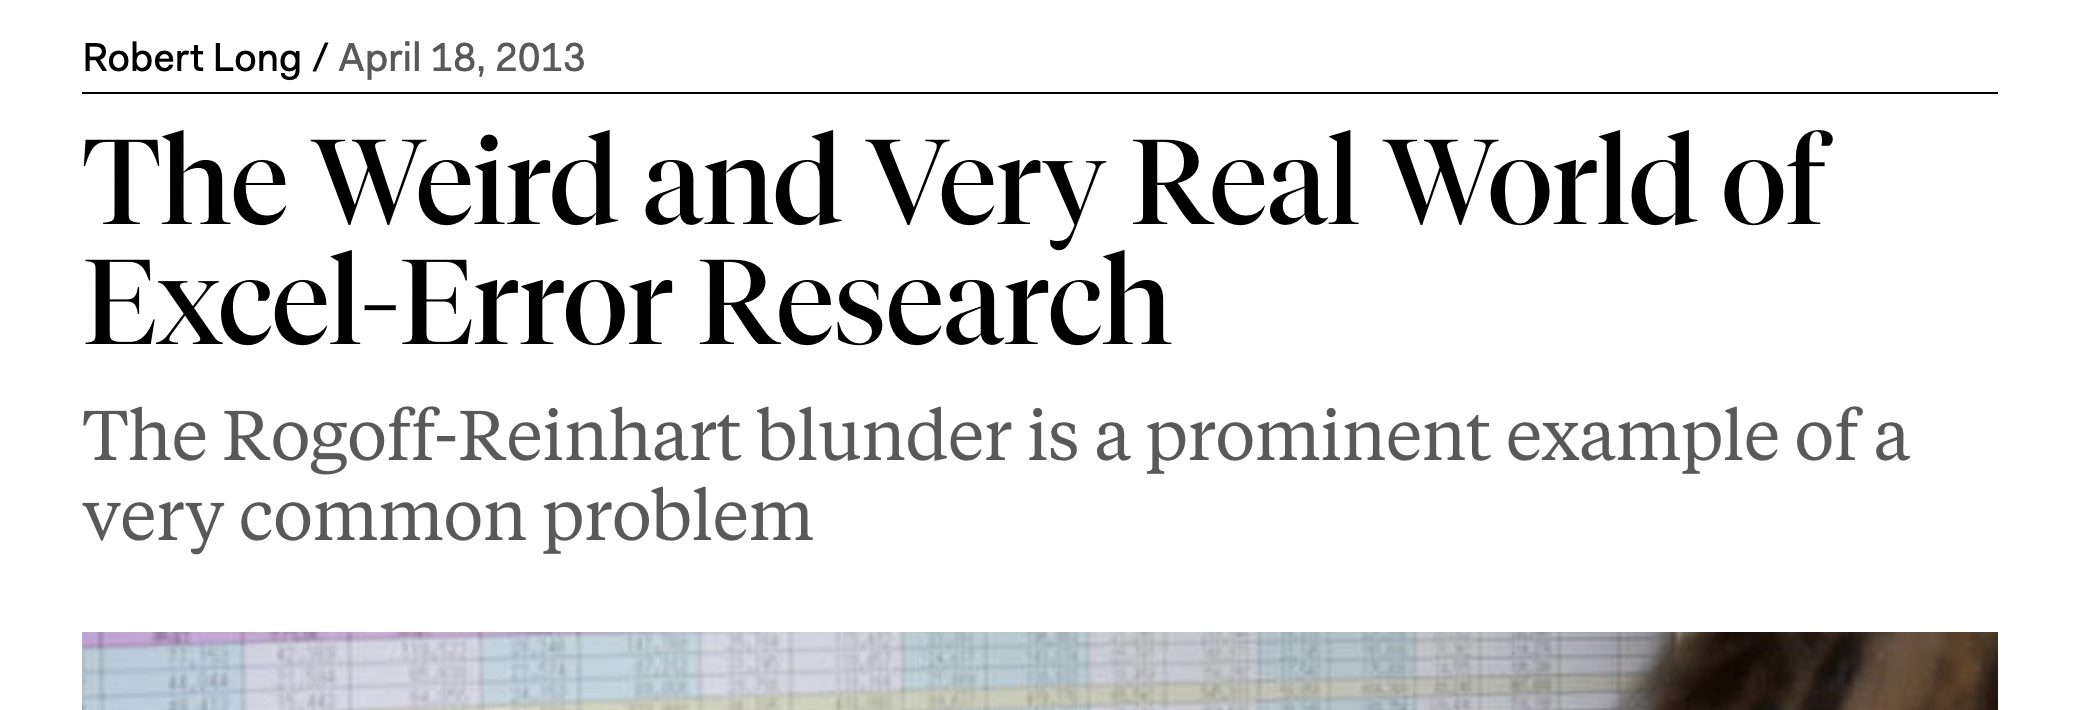 Robert Long / April 18, 2013
The Weird and Very Real World of
Excel-Error Research
The Rogoff-Reinhart blunder is a prominent example of a
very common problem